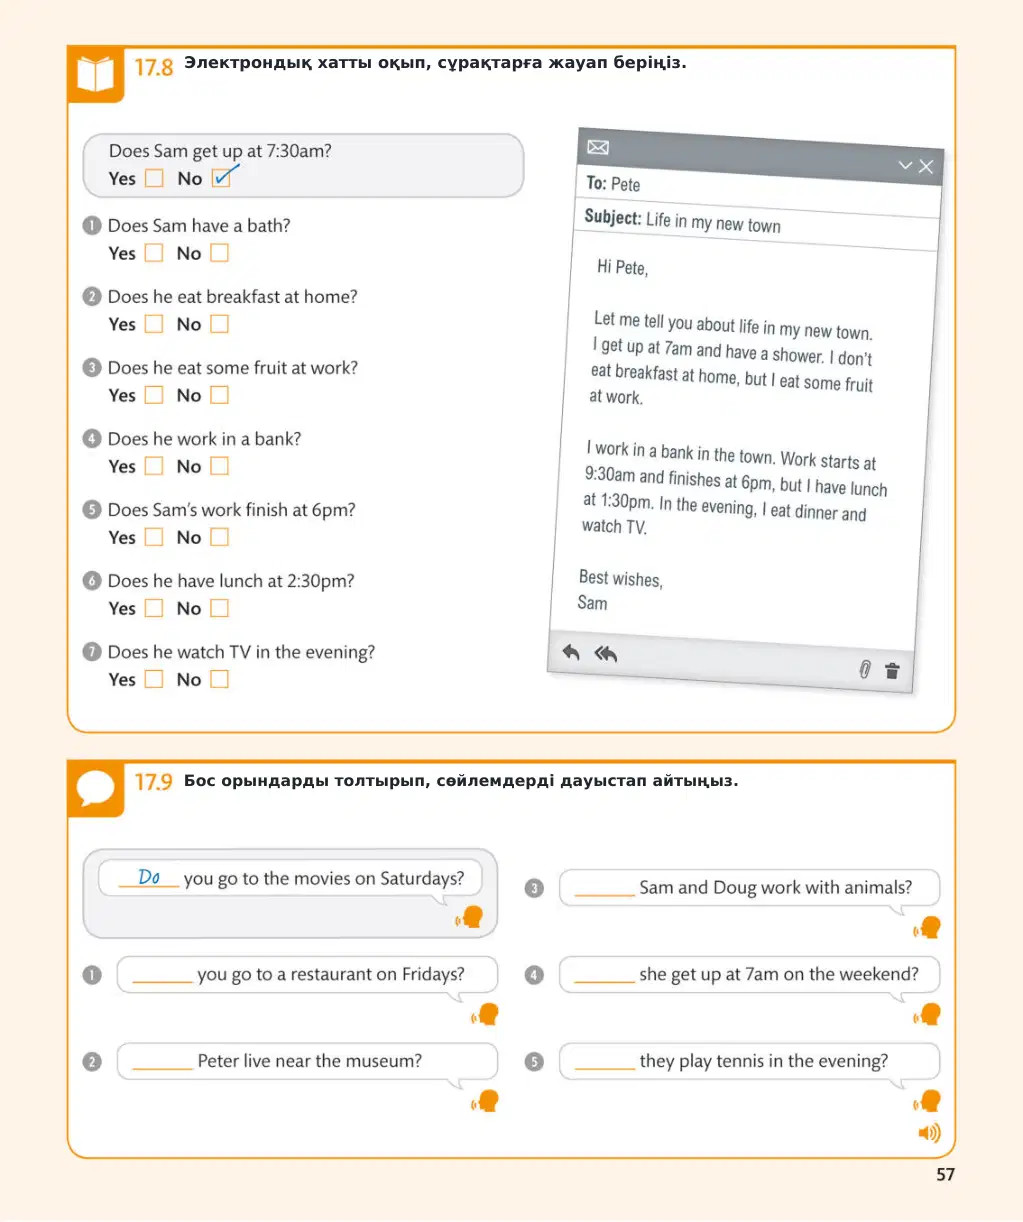 17.8 Электрондық хатты оқып, сұрақтарға жауап беріңіз.
Does Sam get up at 7:30am?
Yes No
1 Does Sam have a bath?
Yes No
2 Does he eat breakfast at home?
Yes No
3 Does he eat some fruit at work?
Yes No
4 Does he work in a bank?
Yes No
5 Does Sam's work finish at 6pm?
Yes No
6 Does he have lunch at 2:30pm?
Yes No
7 Does he watch TV in the evening?
Yes No
To: Pete
Subject: Life in my new town
Hi Pete,
Let me tell you about life in my new town.
I get up at 7am and have a shower. I don't
eat breakfast at home, but I eat some fruit
at work.
I work in a bank in the town. Work starts at
9:30am and finishes at 6pm, but I have lunch
at 1:30pm. In the evening, I eat dinner and
watch TV.
Best wishes,
Sam
17.9 Бос орындарды толтырып, сөйлемдерді дауыстап айтыңыз.
Do you go to the movies on Saturdays?
1 ______ you go to a restaurant on Fridays?
2 ______ Peter live near the museum?
3 ______ Sam and Doug work with animals?
4 ______ she get up at 7am on the weekend?
5 ______ they play tennis in the evening?
57